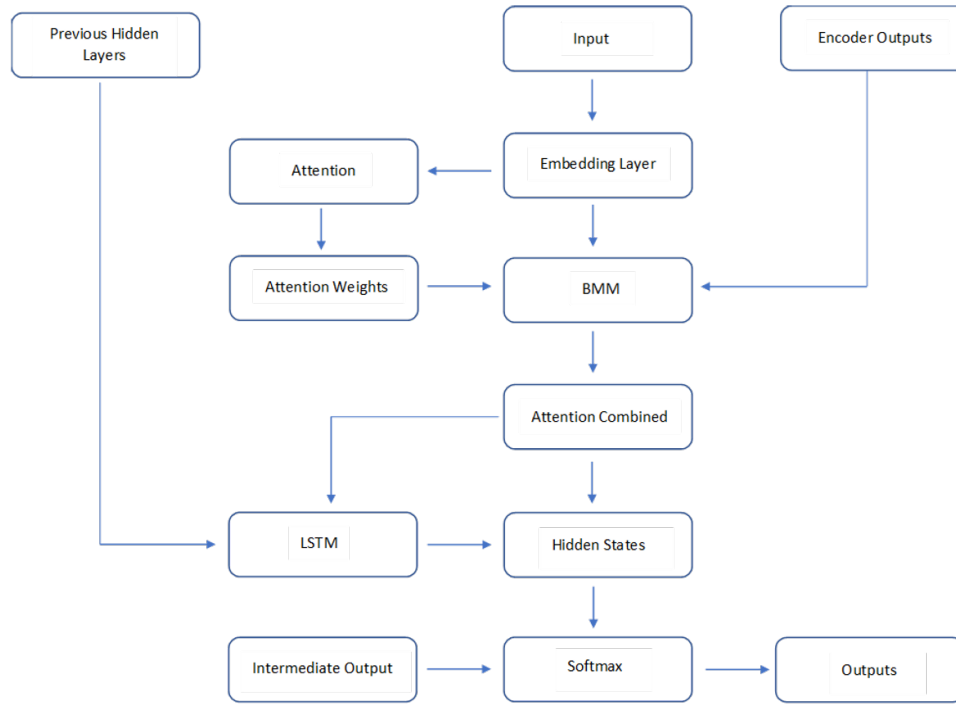 Previous Hidden
Layers
Input
Encoder Outputs
Attention
Embedding Layer
Attention Weights
BMM
Attention Combined
LSTM
Hidden States
Intermediate Output
Softmax
Outputs